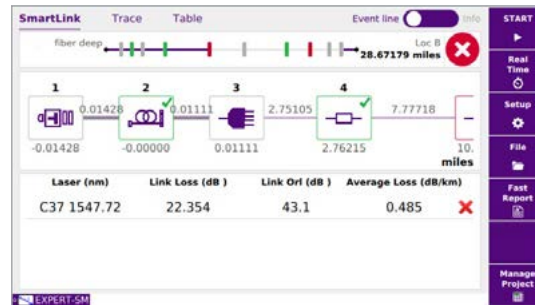 SmartLink Trace Table Event line Info START
fiber deep Loc B
28.67179 miles
Real
Time
Setup
1 2 3 4
0.01428 0.01111 2.75105 7.77718
-0.01428 -0.00000 0.01111 2.76215 10.
miles
File
Laser (nm) Link Loss (dB ) Link Orl (dB ) Average Loss (dB/km)
C37 1547.72 22.354 43.1 0.485
Fast
Report
Manage
Project
EXPERT-SM